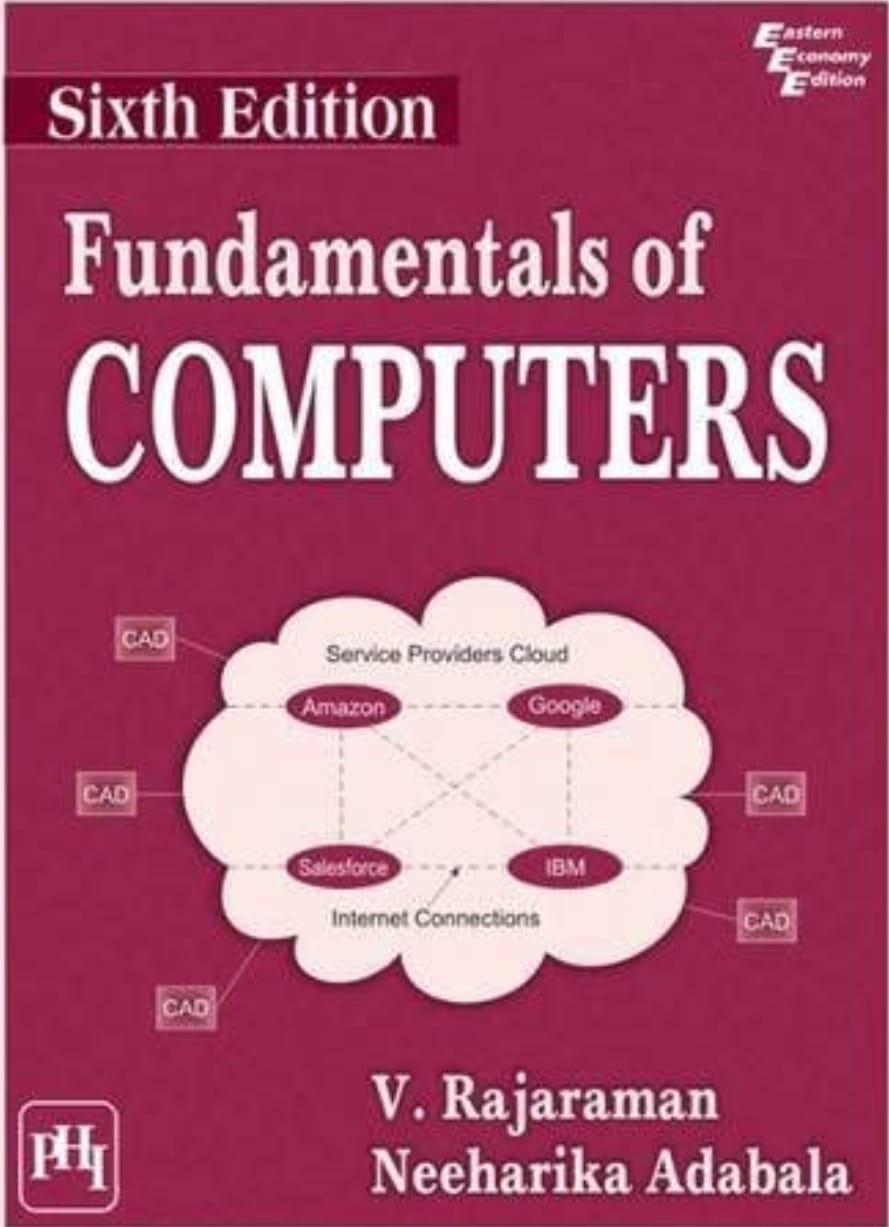 Eastern
Economy
Edition
Sixth Edition
Fundamentals of
COMPUTERS
CAD
Service Providers Cloud
Amazon
Google
CAD
CAD
Salesforce
IBM
Internet Connections
CAD
CAD
V. Rajaraman
PHI
Neeharika Adabala